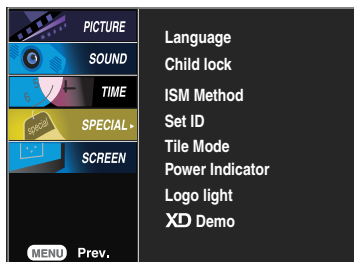 PICTURE
SOUND
TIME
SPECIAL
special
SCREEN
MENU Prev.
Language
Child lock
ISM Method
Set ID
Tile Mode
Power Indicator
Logo light
XD Demo